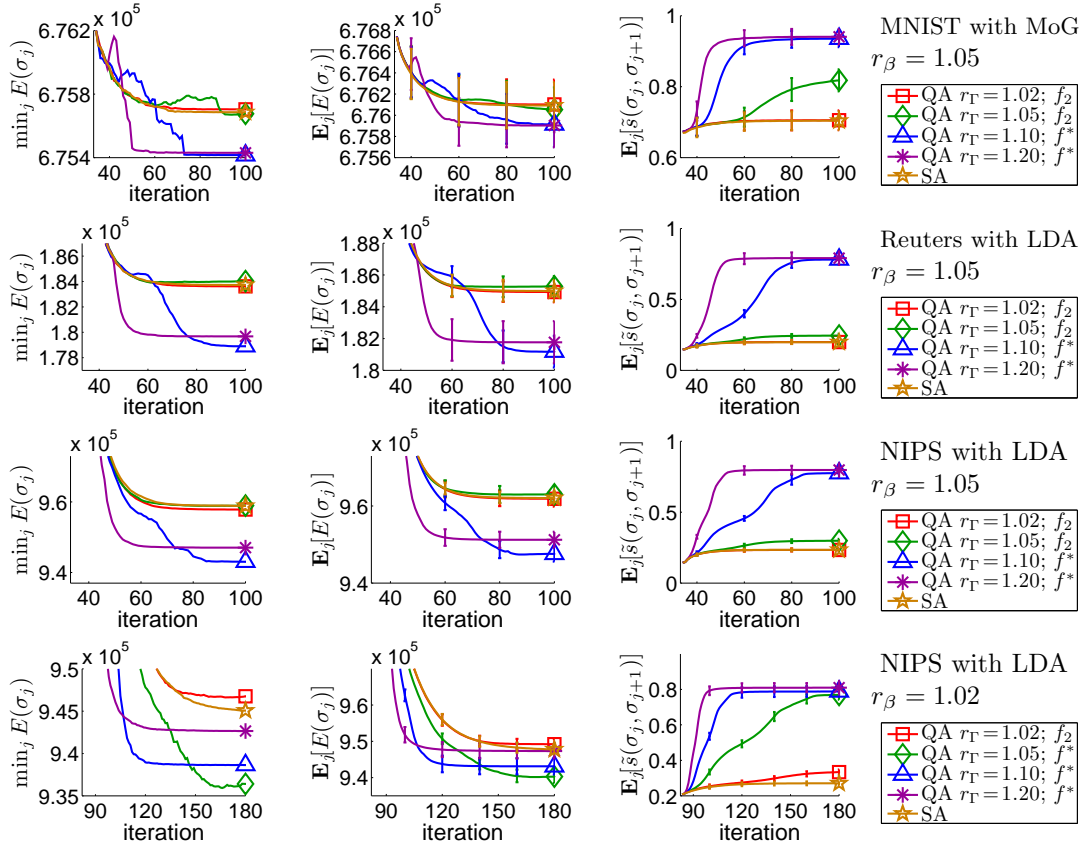 x 10^5
6.762
6.758
6.754
40 60 80 100
iteration
min_j E(σ_j)
x 10^5
6.768
6.766
6.764
6.762
6.76
6.758
6.756
40 60 80 100
iteration
E_j[E(σ_j)]
1
0.8
0.6
40 60 80 100
iteration
E_j[s̃(σ_j, σ_{j+1})]
MNIST with MoG
r_β = 1.05
QA r_Γ=1.02; f_2
QA r_Γ=1.05; f_2
QA r_Γ=1.10; f*
QA r_Γ=1.20; f*
SA
x 10^5
1.86
1.84
1.82
1.8
1.78
40 60 80 100
iteration
min_j E(σ_j)
x 10^5
1.88
1.86
1.84
1.82
1.8
40 60 80 100
iteration
E_j[E(σ_j)]
1
0.5
0
40 60 80 100
iteration
E_j[s̃(σ_j, σ_{j+1})]
Reuters with LDA
r_β = 1.05
QA r_Γ=1.02; f_2
QA r_Γ=1.05; f_2
QA r_Γ=1.10; f*
QA r_Γ=1.20; f*
SA
x 10^5
9.6
9.4
40 60 80 100
iteration
min_j E(σ_j)
x 10^5
9.6
9.4
40 60 80 100
iteration
E_j[E(σ_j)]
1
0.5
0
40 60 80 100
iteration
E_j[s̃(σ_j, σ_{j+1})]
NIPS with LDA
r_β = 1.05
QA r_Γ=1.02; f_2
QA r_Γ=1.05; f_2
QA r_Γ=1.10; f*
QA r_Γ=1.20; f*
SA
x 10^5
9.5
9.45
9.4
9.35
90 120 150 180
iteration
min_j E(σ_j)
x 10^5
9.6
9.5
9.4
100 120 140 160 180
iteration
E_j[E(σ_j)]
0.8
0.6
0.4
0.2
90 120 150 180
iteration
E_j[s̃(σ_j, σ_{j+1})]
NIPS with LDA
r_β = 1.02
QA r_Γ=1.02; f_2
QA r_Γ=1.05; f*
QA r_Γ=1.10; f*
QA r_Γ=1.20; f*
SA